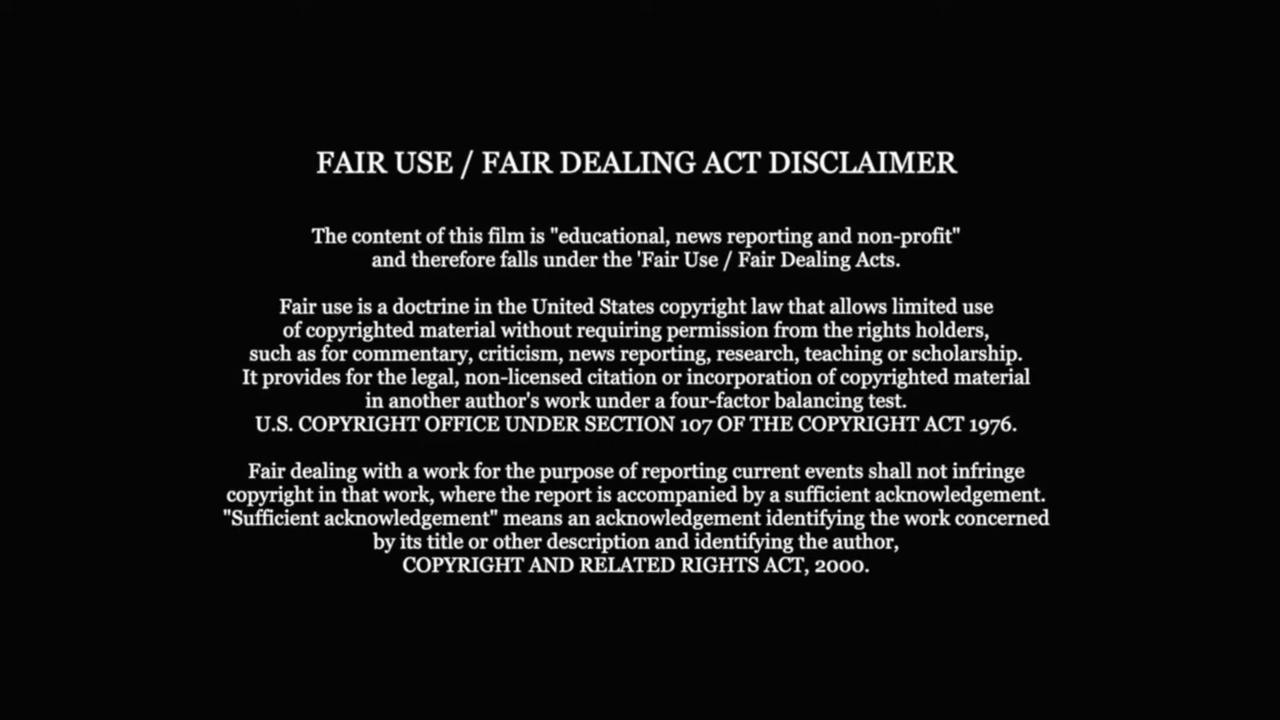 FAIR USE / FAIR DEALING ACT DISCLAIMER
The content of this film is "educational, news reporting and non-profit"
and therefore falls under the 'Fair Use / Fair Dealing Acts.
Fair use is a doctrine in the United States copyright law that allows limited use
of copyrighted material without requiring permission from the rights holders,
such as for commentary, criticism, news reporting, research, teaching or scholarship.
It provides for the legal, non-licensed citation or incorporation of copyrighted material
in another author's work under a four-factor balancing test.
U.S. COPYRIGHT OFFICE UNDER SECTION 107 OF THE COPYRIGHT ACT 1976.
Fair dealing with a work for the purpose of reporting current events shall not infringe
copyright in that work, where the report is accompanied by a sufficient acknowledgement.
"Sufficient acknowledgement" means an acknowledgement identifying the work concerned
by its title or other description and identifying the author,
COPYRIGHT AND RELATED RIGHTS ACT, 2000.